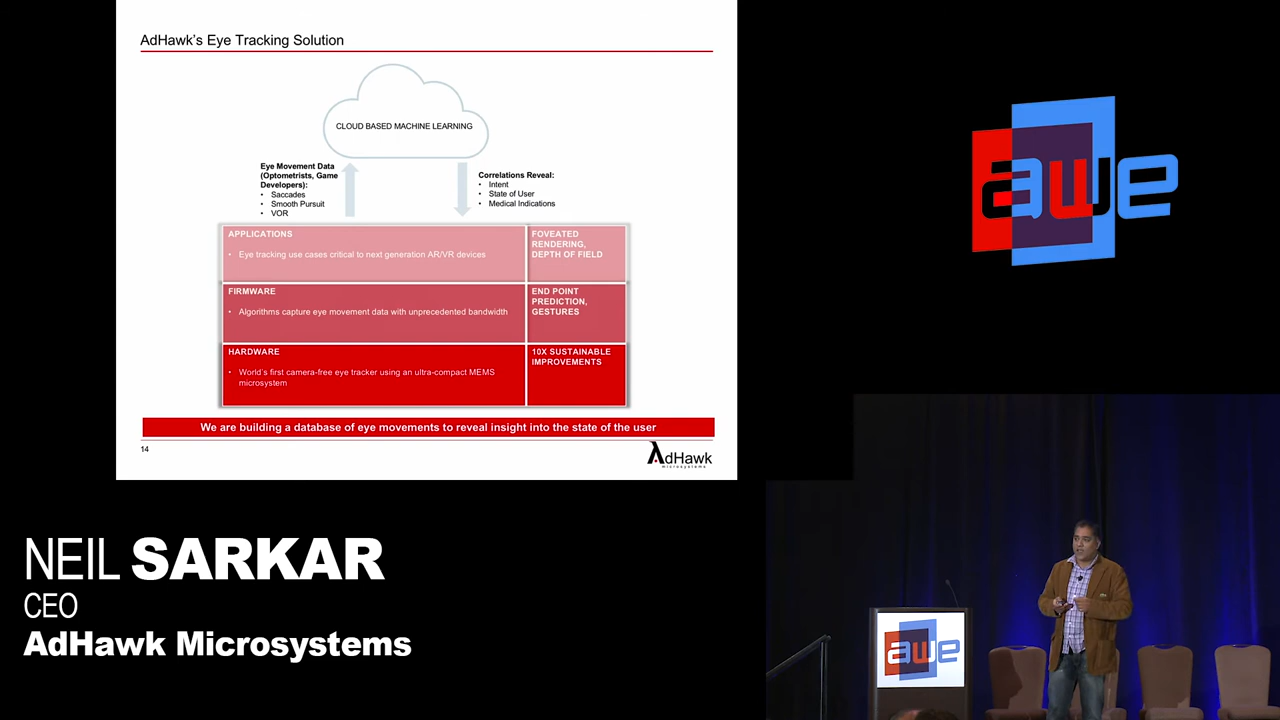 AdHawk's Eye Tracking Solution
CLOUD BASED MACHINE LEARNING
Eye Movement Data
(Optometrists, Game
Developers):
• Saccades
• Smooth Pursuit
• VOR
Correlations Reveal:
• Intent
• State of User
• Medical Indications
APPLICATIONS
• Eye tracking use cases critical to next generation AR/VR devices
FOVEATED
RENDERING,
DEPTH OF FIELD
FIRMWARE
• Algorithms capture eye movement data with unprecedented bandwidth
END POINT
PREDICTION,
GESTURES
HARDWARE
• World's first camera-free eye tracker using an ultra-compact MEMS
microsystem
10X SUSTAINABLE
IMPROVEMENTS
We are building a database of eye movements to reveal insight into the state of the user
14
AdHawk
microsystems
awe
NEIL SARKAR
CEO
AdHawk Microsystems
awe